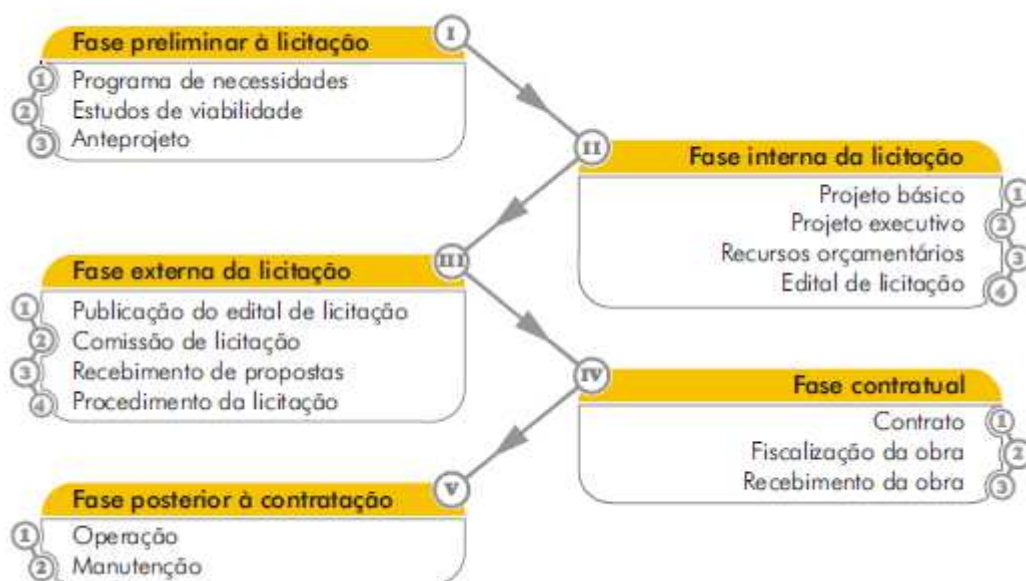 I
Fase preliminar à licitação
1 Programa de necessidades
2 Estudos de viabilidade
3 Anteprojeto
II
Fase interna da licitação
Projeto básico 1
Projeto executivo 2
Recursos orçamentários 3
Edital de licitação 4
III
Fase externa da licitação
1 Publicação do edital de licitação
2 Comissão de licitação
3 Recebimento de propostas
4 Procedimento da licitação
IV
Fase contratual
Contrato 1
Fiscalização da obra 2
Recebimento da obra 3
V
Fase posterior à contratação
1 Operação
2 Manutenção